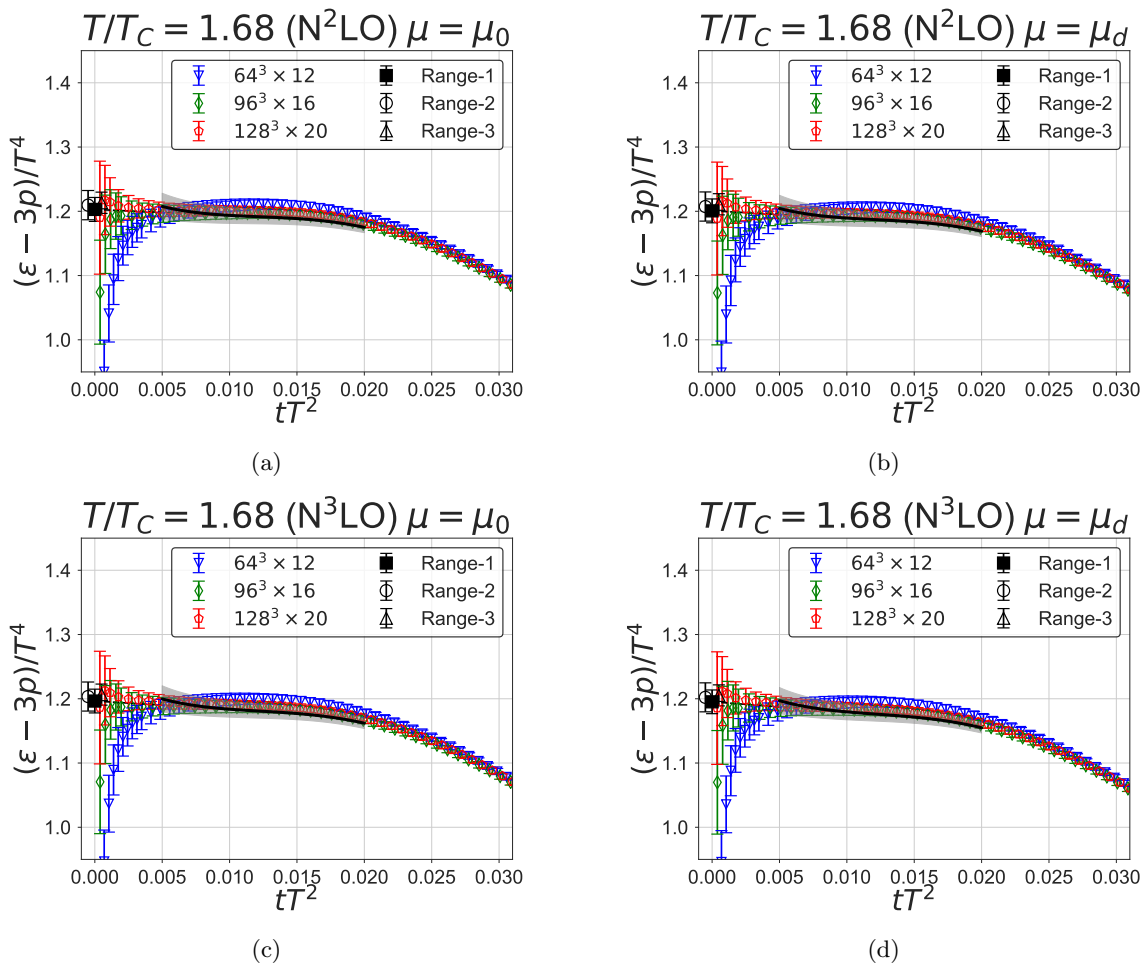 T/T_C = 1.68 (N²LO) μ = μ₀
64³ × 12
96³ × 16
128³ × 20
Range-1
Range-2
Range-3
(ε − 3p)/T⁴
1.4
1.3
1.2
1.1
1.0
0.000 0.005 0.010 0.015 0.020 0.025 0.030
tT²
(a)
T/T_C = 1.68 (N²LO) μ = μ_d
64³ × 12
96³ × 16
128³ × 20
Range-1
Range-2
Range-3
(ε − 3p)/T⁴
1.4
1.3
1.2
1.1
1.0
0.000 0.005 0.010 0.015 0.020 0.025 0.030
tT²
(b)
T/T_C = 1.68 (N³LO) μ = μ₀
64³ × 12
96³ × 16
128³ × 20
Range-1
Range-2
Range-3
(ε − 3p)/T⁴
1.4
1.3
1.2
1.1
1.0
0.000 0.005 0.010 0.015 0.020 0.025 0.030
tT²
(c)
T/T_C = 1.68 (N³LO) μ = μ_d
64³ × 12
96³ × 16
128³ × 20
Range-1
Range-2
Range-3
(ε − 3p)/T⁴
1.4
1.3
1.2
1.1
1.0
0.000 0.005 0.010 0.015 0.020 0.025 0.030
tT²
(d)